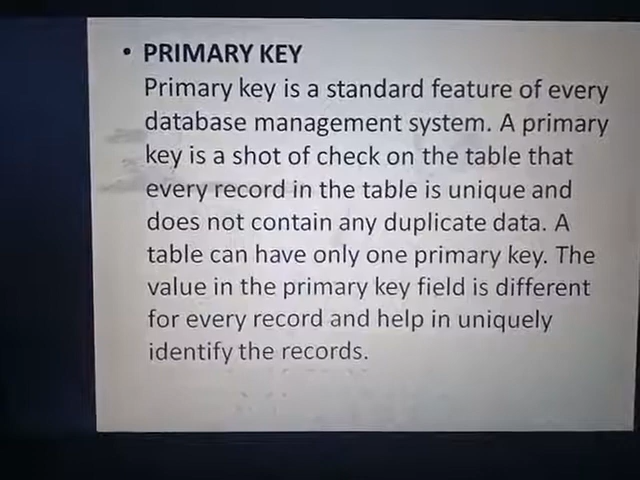 • PRIMARY KEY
Primary key is a standard feature of every
database management system. A primary
key is a shot of check on the table that
every record in the table is unique and
does not contain any duplicate data. A
table can have only one primary key. The
value in the primary key field is different
for every record and help in uniquely
identify the records.